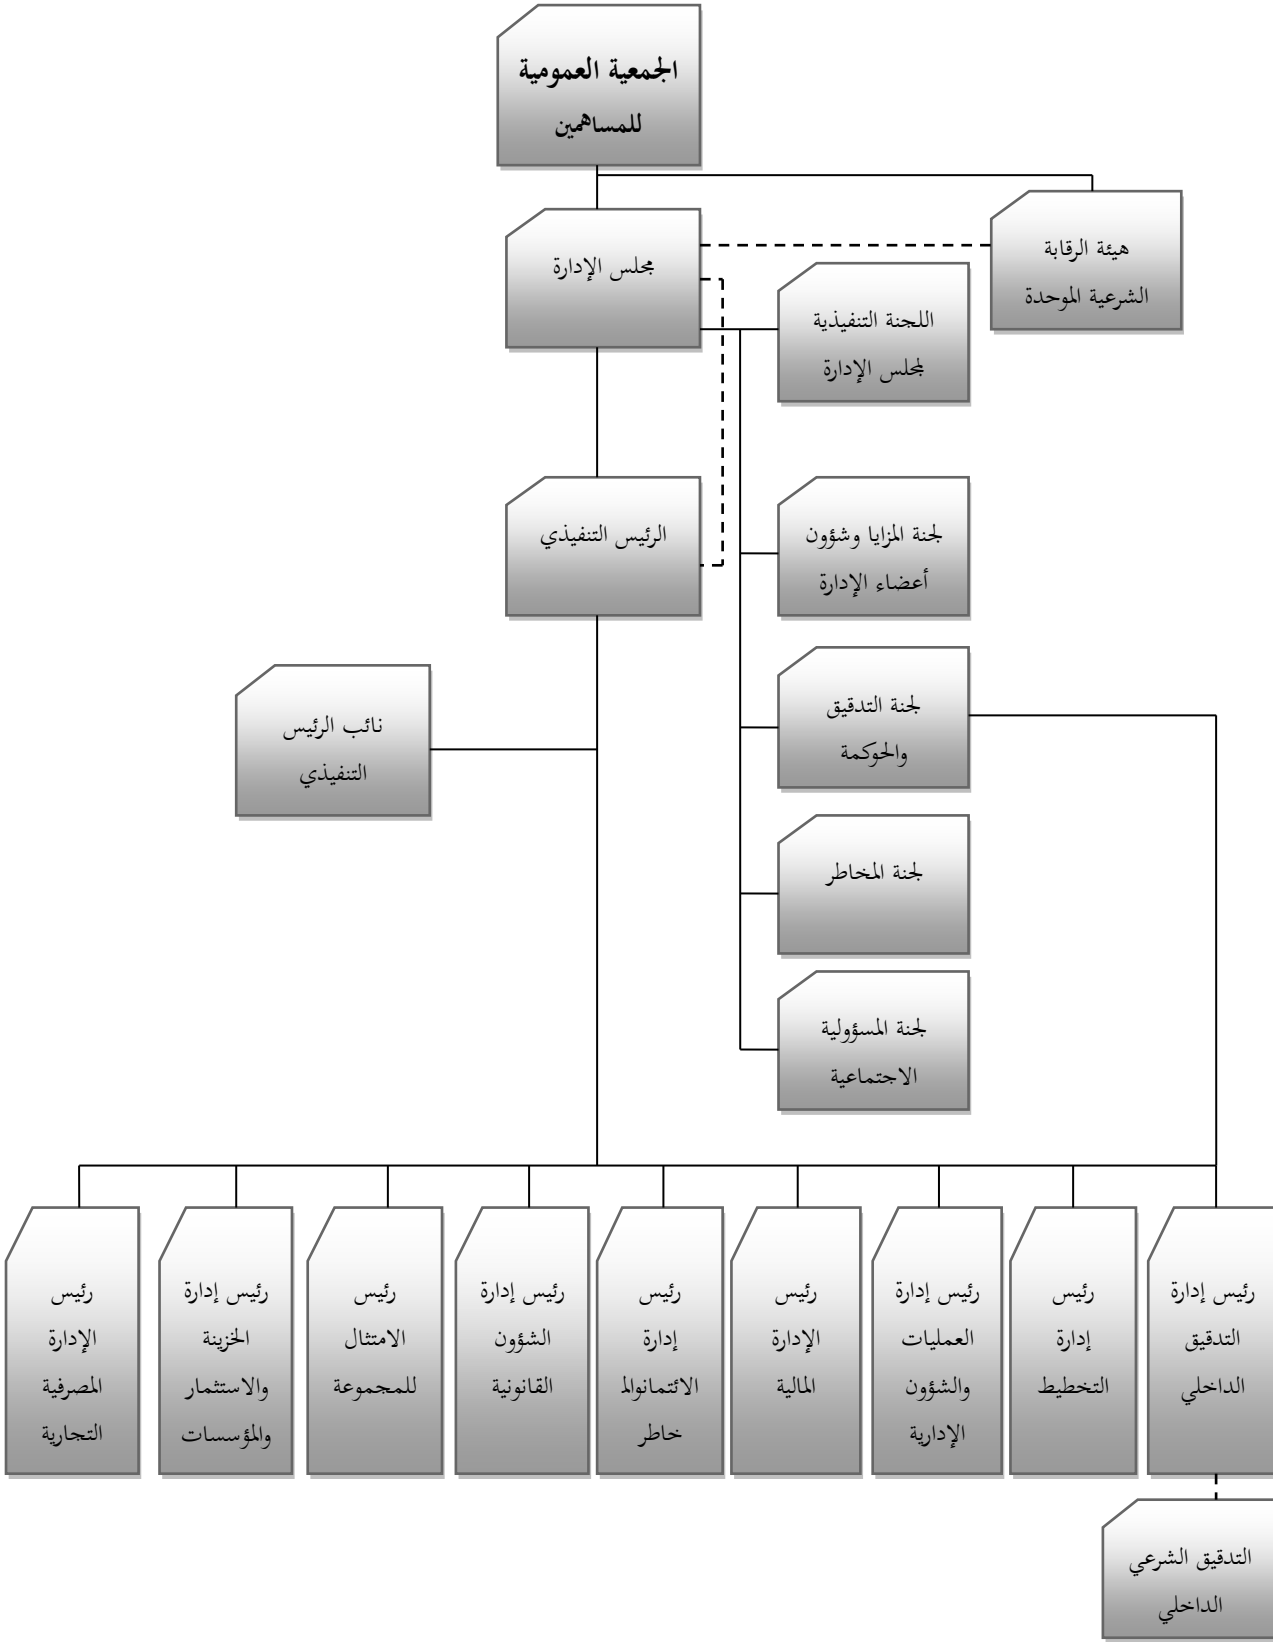 الجمعية العمومية
للمساهمين
هيئة الرقابة
الشرعية الموحدة
مجلس الإدارة
اللجنة التنفيذية
لمجلس الإدارة
الرئيس التنفيذي
لجنة المزايا وشؤون
أعضاء الإدارة
نائب الرئيس
التنفيذي
لجنة التدقيق
والحوكمة
لجنة المخاطر
لجنة المسؤولية
الاجتماعية
رئيس إدارة
التدقيق
الداخلي
رئيس
إدارة
التخطيط
رئيس إدارة
العمليات
والشؤون
الإدارية
رئيس
الإدارة
المالية
رئيس
إدارة
الائتمانوالم
خاطر
رئيس إدارة
الشؤون
القانونية
رئيس
الامتثال
للمجموعة
رئيس إدارة
الخزينة
والاستثمار
والمؤسسات
رئيس
الإدارة
المصرفية
التجارية
التدقيق الشرعي
الداخلي